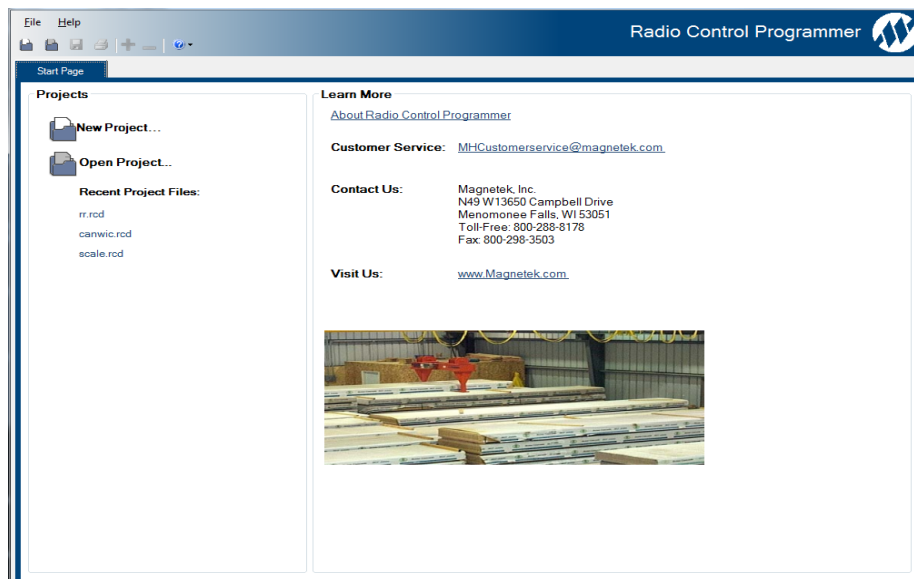 File Help
Radio Control Programmer
Start Page
Projects
New Project...
Open Project...
Recent Project Files:
rr.rcd
canwic.rcd
scale.rcd
Learn More
About Radio Control Programmer
Customer Service: MHCustomerservice@magnetek.com
Contact Us: Magnetek, Inc.
N49 W13650 Campbell Drive
Menomonee Falls, WI 53051
Toll-Free: 800-288-8178
Fax: 800-298-3503
Visit Us: www.Magnetek.com